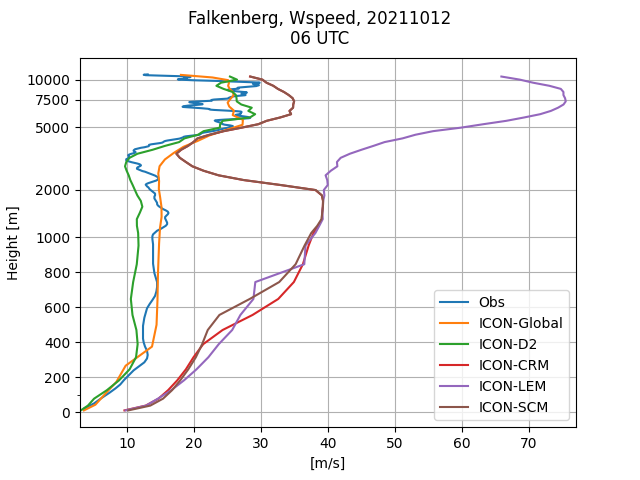 Falkenberg, Wspeed, 20211012
06 UTC
Height [m]
10000
7500
5000
2000
1000
800
600
400
200
0
Obs
ICON-Global
ICON-D2
ICON-CRM
ICON-LEM
ICON-SCM
10 20 30 40 50 60 70
[m/s]